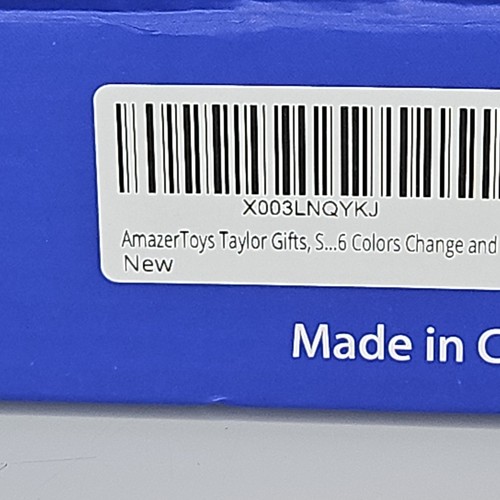 X003LNQYKJ
AmazerToys Taylor Gifts, S...6 Colors Change and
New
Made in